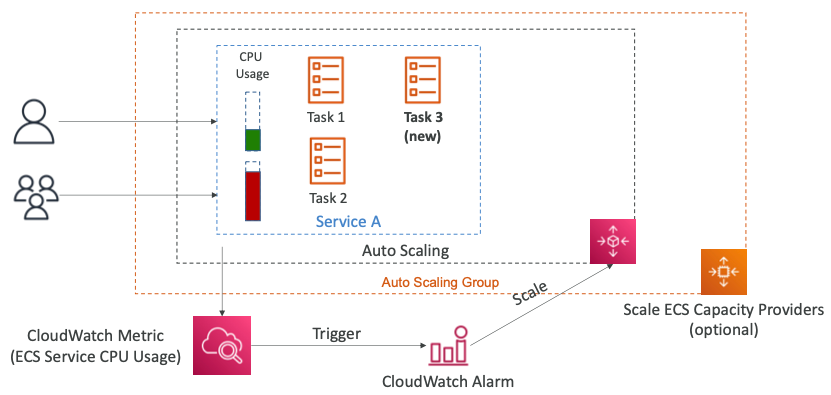 CPU
Usage
Task 1
Task 3
(new)
Task 2
Service A
Auto Scaling
Auto Scaling Group
Scale
Scale ECS Capacity Providers
(optional)
CloudWatch Metric
(ECS Service CPU Usage)
Trigger
CloudWatch Alarm